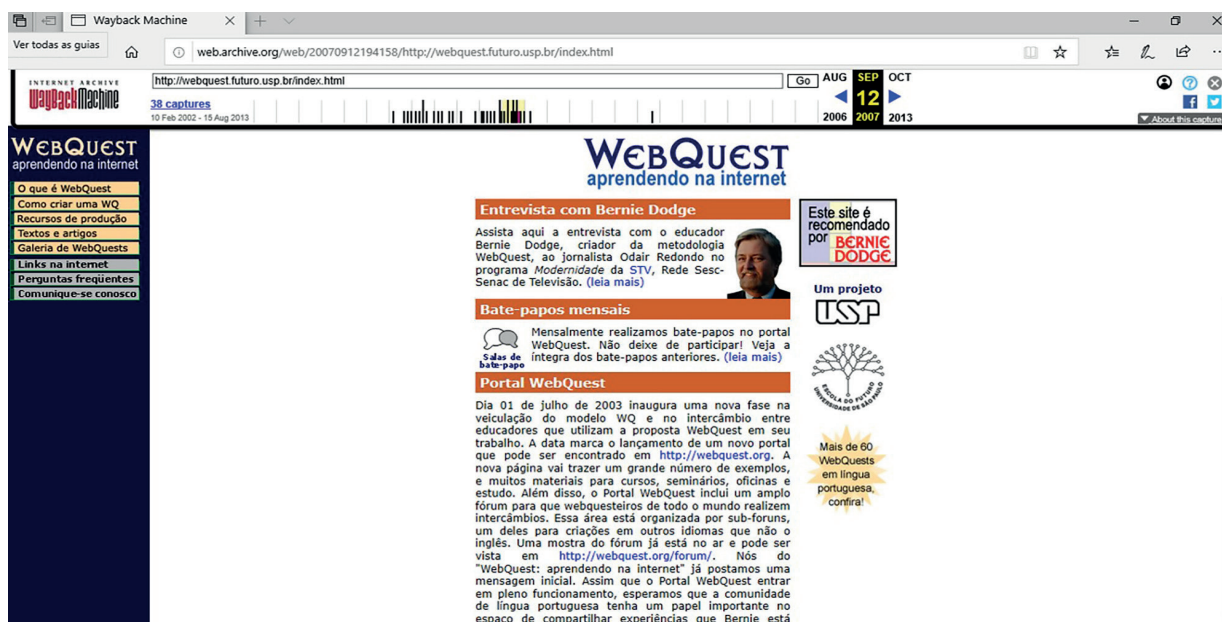 Wayback Machine
Ver todas as guias
web.archive.org/web/20070912194158/http://webquest.futuro.usp.br/index.html
INTERNET ARCHIVE
WayBackMachine
http://webquest.futuro.usp.br/index.html
Go
AUG SEP OCT
38 captures
12
10 Feb 2002 - 15 Aug 2013
2006 2007 2013
About this capture
WEBQUEST
aprendendo na internet
O que é WebQuest
Como criar uma WQ
Recursos de produção
Textos e artigos
Galeria de WebQuests
Links na internet
Perguntas freqüentes
Comunique-se conosco
WEBQUEST
aprendendo na internet
Entrevista com Bernie Dodge
Assista aqui a entrevista com o educador
Bernie Dodge, criador da metodologia
WebQuest, ao jornalista Odair Redondo no
programa Modernidade da STV, Rede Sesc-
Senac de Televisão. (leia mais)
Bate-papos mensais
Salas de
bate-papo
Mensalmente realizamos bate-papos no portal
WebQuest. Não deixe de participar! Veja a
íntegra dos bate-papos anteriores. (leia mais)
Portal WebQuest
Dia 01 de julho de 2003 inaugura uma nova fase na
veiculação do modelo WQ e no intercâmbio entre
educadores que utilizam a proposta WebQuest em seu
trabalho. A data marca o lançamento de um novo portal
que pode ser encontrado em http://webquest.org. A
nova página vai trazer um grande número de exemplos,
e muitos materiais para cursos, seminários, oficinas e
estudo. Além disso, o Portal WebQuest inclui um amplo
fórum para que webquesteiros de todo o mundo realizem
intercâmbios. Essa área está organizada por sub-foruns,
um deles para criações em outros idiomas que não o
inglês. Uma mostra do fórum já está no ar e pode ser
vista em http://webquest.org/forum/. Nós do
"WebQuest: aprendendo na internet" já postamos uma
mensagem inicial. Assim que o Portal WebQuest entrar
em pleno funcionamento, esperamos que a comunidade
de língua portuguesa tenha um papel importante no
espaço de compartilhar experiências que Bernie está
Este site é
recomendado
por BERNIE
DODGE
Um projeto
USP
ESCOLA DO FUTURO
UNIVERSIDADE DE SÃO PAULO
Mais de 60
WebQuests
em língua
portuguesa,
confira!